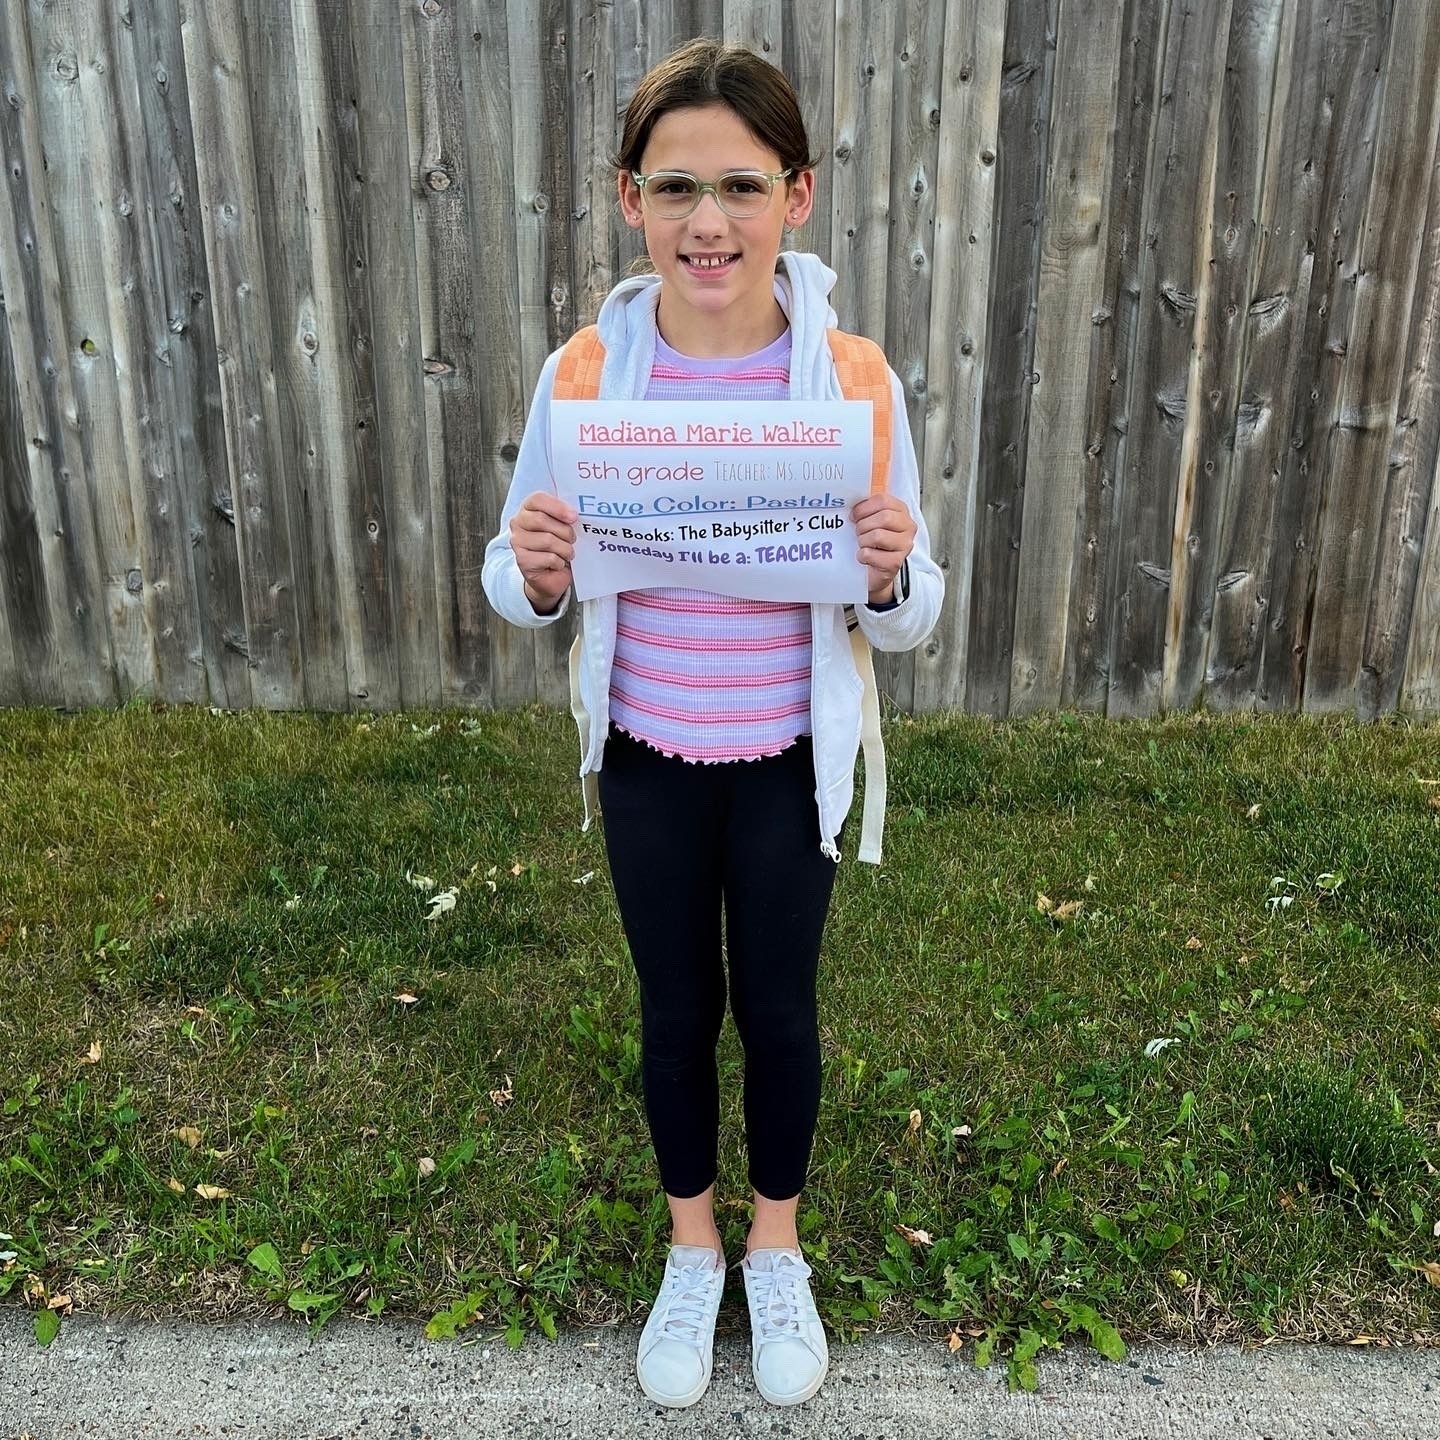 Madiana Marie Walker
5th grade Teacher: Ms. Olson
Fave Color: Pastels
Fave Books: The Babysitter's Club
Someday I'll be a: TEACHER